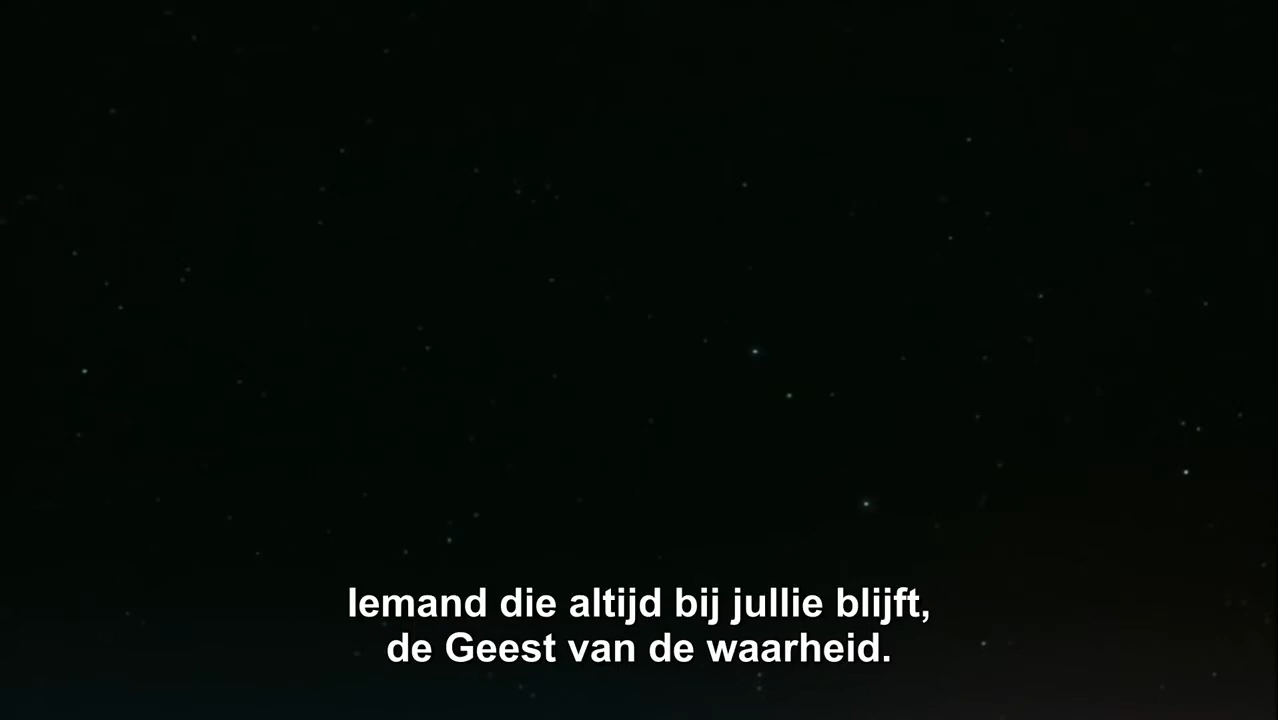 Iemand die altijd bij jullie blijft,
de Geest van de waarheid.